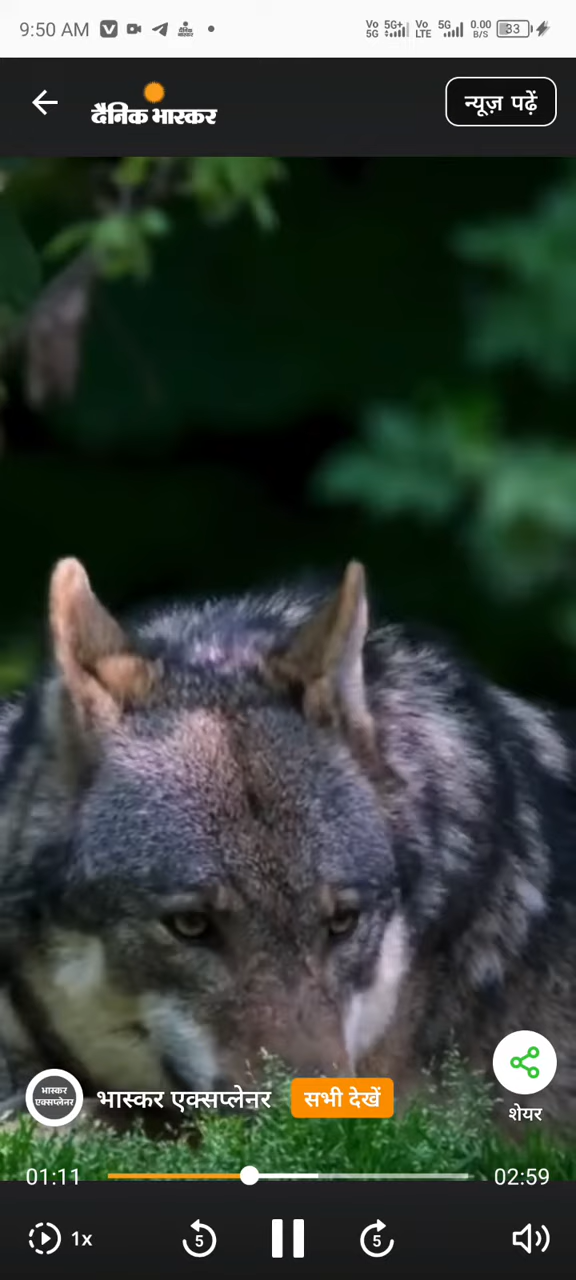 9:50 AM Vo 5G 5G+ Vo LTE 5G 0.00 B/S 33
दैनिक भास्कर
न्यूज़ पढ़ें
भास्कर एक्सप्लेनर
भास्कर एक्सप्लेनर सभी देखें
शेयर
01:11 02:59
1x 5 5